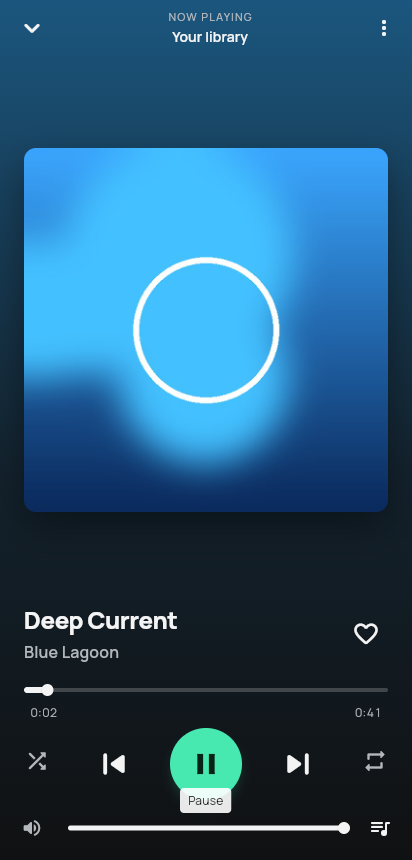 NOW PLAYING
Your library
Deep Current
Blue Lagoon
0:02
0:41
Pause